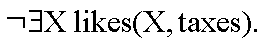 ¬∃X likes(X, taxes).